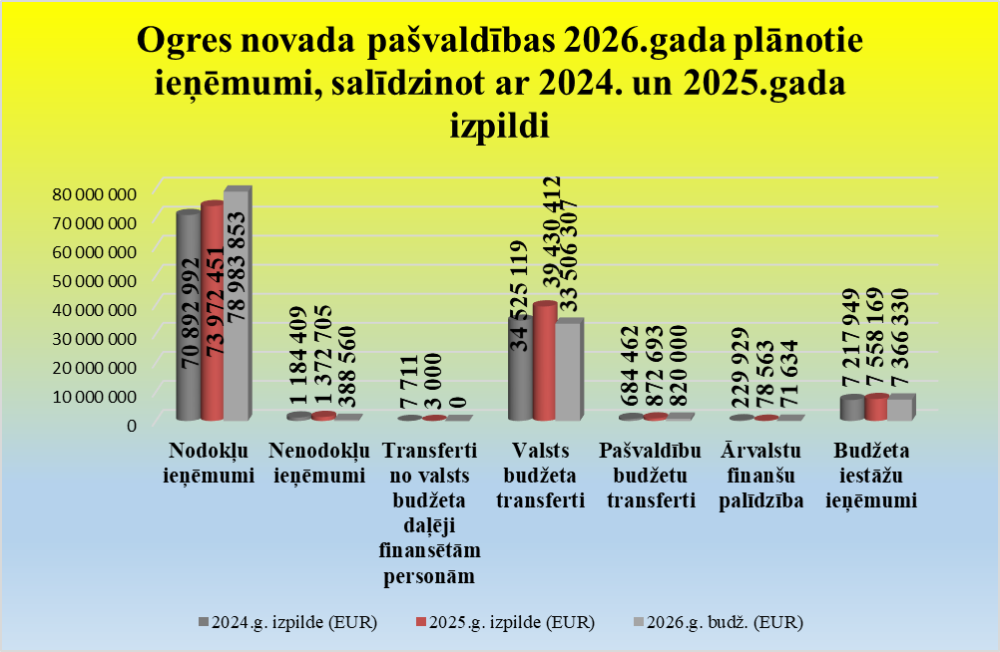 Ogres novada pašvaldības 2026.gada plānotie
ieņēmumi, salīdzinot ar 2024. un 2025.gada
izpildi
80 000 000
70 000 000
60 000 000
50 000 000
40 000 000
30 000 000
20 000 000
10 000 000
0
70 892 992
73 972 451
78 983 853
1 184 409
1 372 705
388 560
7 711
3 000
0
34 525 119
39 430 412
33 506 307
684 462
872 693
820 000
229 929
78 563
71 634
7 217 949
7 558 169
7 366 330
Nodokļu
ieņēmumi
Nenodokļu
ieņēmumi
Transferti
no valsts
budžeta
daļēji
finansētām
personām
Valsts
budžeta
transferti
Pašvaldību
budžetu
transferti
Ārvalstu
finanšu
palīdzība
Budžeta
iestāžu
ieņēmumi
2024.g. izpilde (EUR)
2025.g. izpilde (EUR)
2026.g. budž. (EUR)